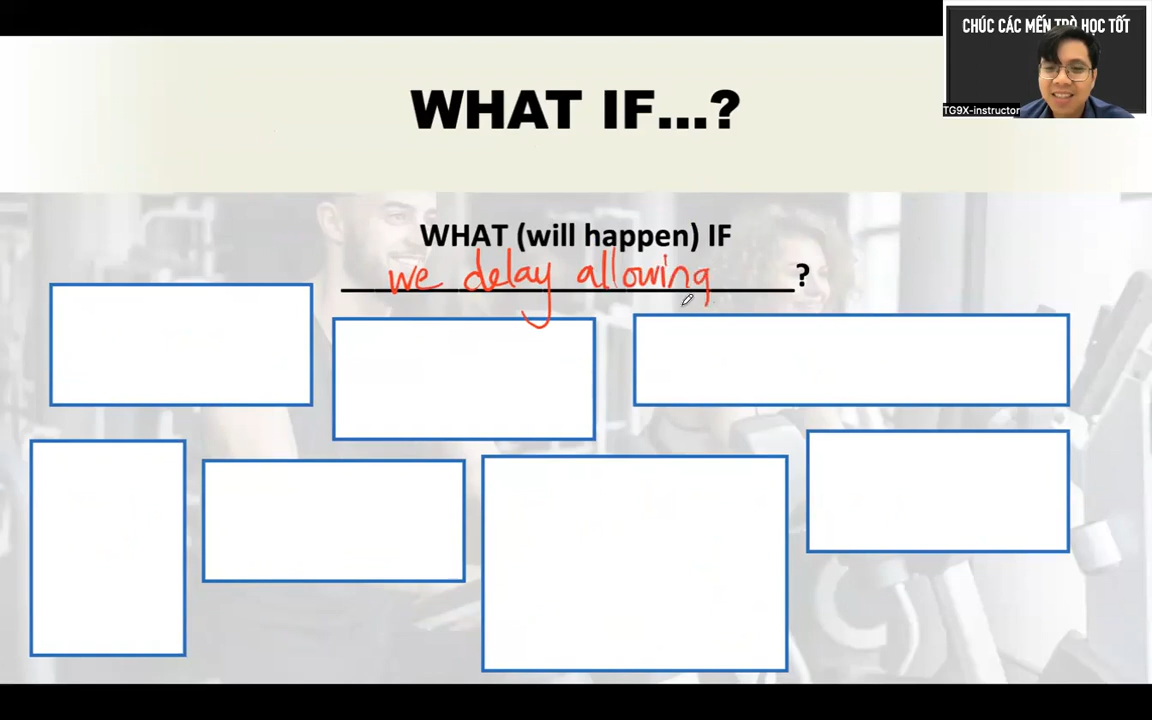 CHÚC CÁC MẾN TRÒ HỌC TỐT
TG9X-instructor
WHAT IF...?
WHAT (will happen) IF
we delay allowing ?